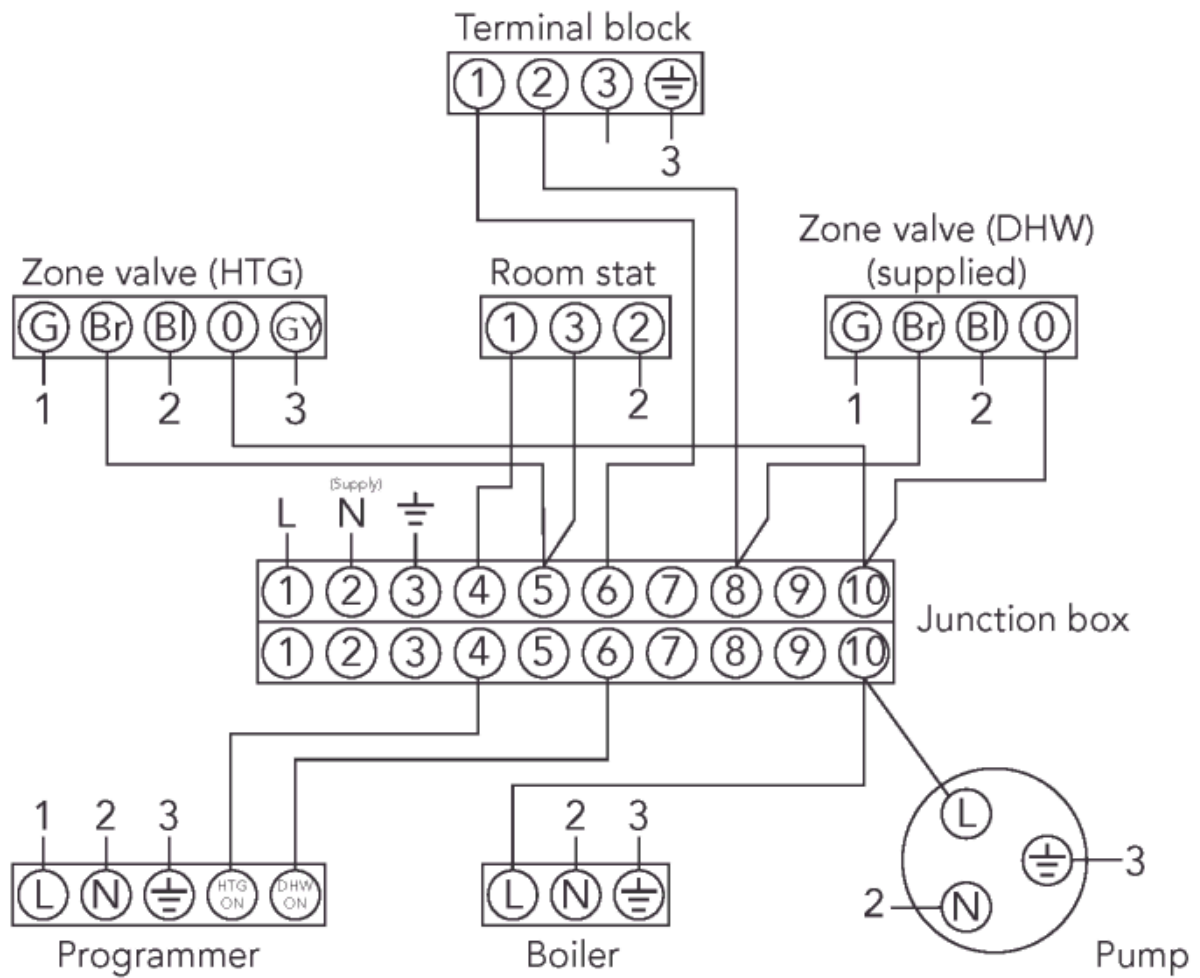 Terminal block
1 2 3
3
Zone valve (DHW)
(supplied)
Zone valve (HTG)
Room stat
G Br Bl 0 GY
1 3 2
G Br Bl 0
1 2 3
2
1 2
(Supply)
L N
1 2 3 4 5 6 7 8 9 10
Junction box
1 2 3 4 5 6 7 8 9 10
1 2 3
2 3
L
3
L N HTG ON DHW ON
L N
2 N
Programmer
Boiler
Pump